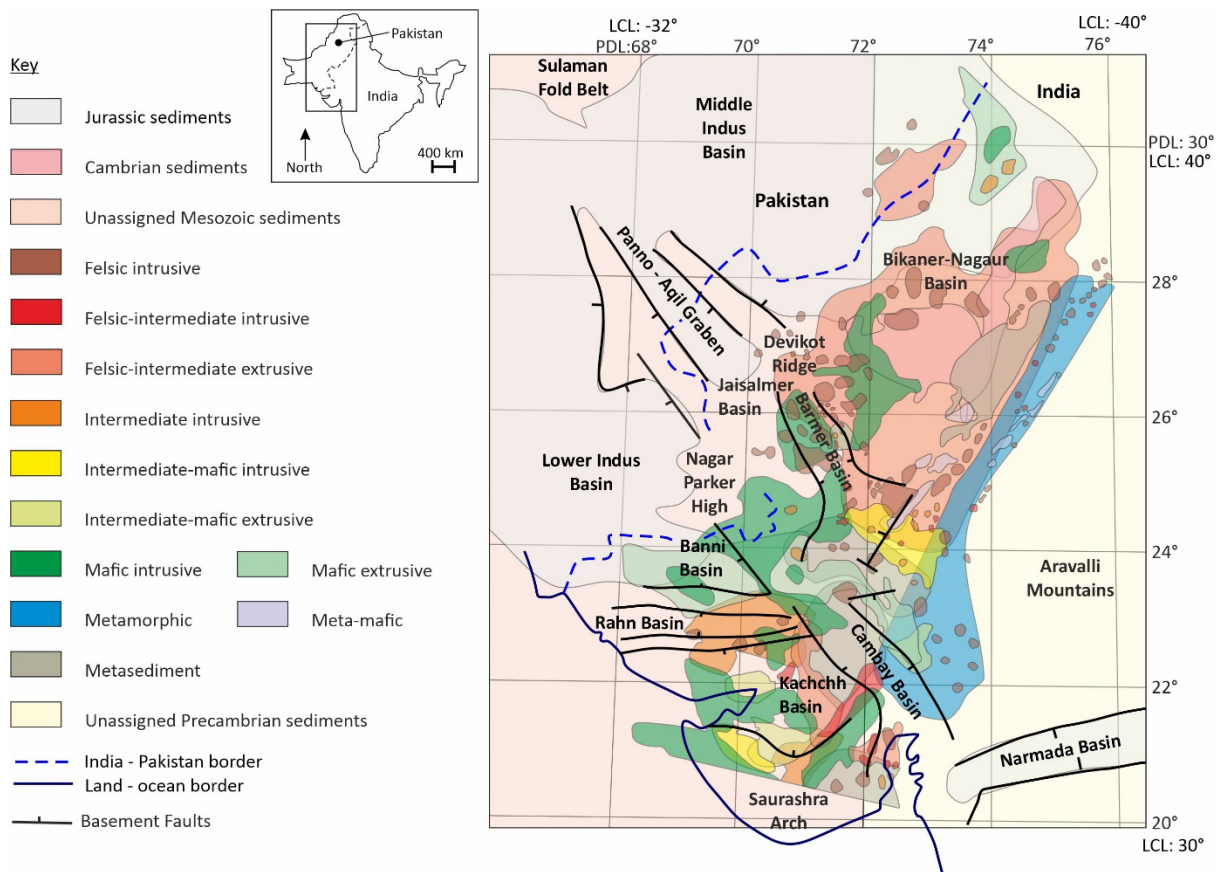 Key
Jurassic sediments
Cambrian sediments
Unassigned Mesozoic sediments
Felsic intrusive
Felsic-intermediate intrusive
Felsic-intermediate extrusive
Intermediate intrusive
Intermediate-mafic intrusive
Intermediate-mafic extrusive
Mafic intrusive
Mafic extrusive
Metamorphic
Meta-mafic
Metasediment
Unassigned Precambrian sediments
India - Pakistan border
Land - ocean border
Basement Faults
Pakistan
India
North
400 km
LCL: -32°
LCL: -40°
PDL:68°
70°
72°
74°
76°
Sulaman
Fold Belt
Middle
Indus
Basin
India
PDL: 30°
LCL: 40°
Pakistan
Panno - Aqil Graben
Bikaner-Nagaur
Basin
28°
Devikot
Ridge
Jaisalmer
Basin
Barmer Basin
26°
Lower Indus
Basin
Nagar
Parker
High
Banni
Basin
24°
Aravalli
Mountains
Rahn Basin
Cambay Basin
Kachchh
Basin
22°
Narmada Basin
Saurashra
Arch
20°
LCL: 30°